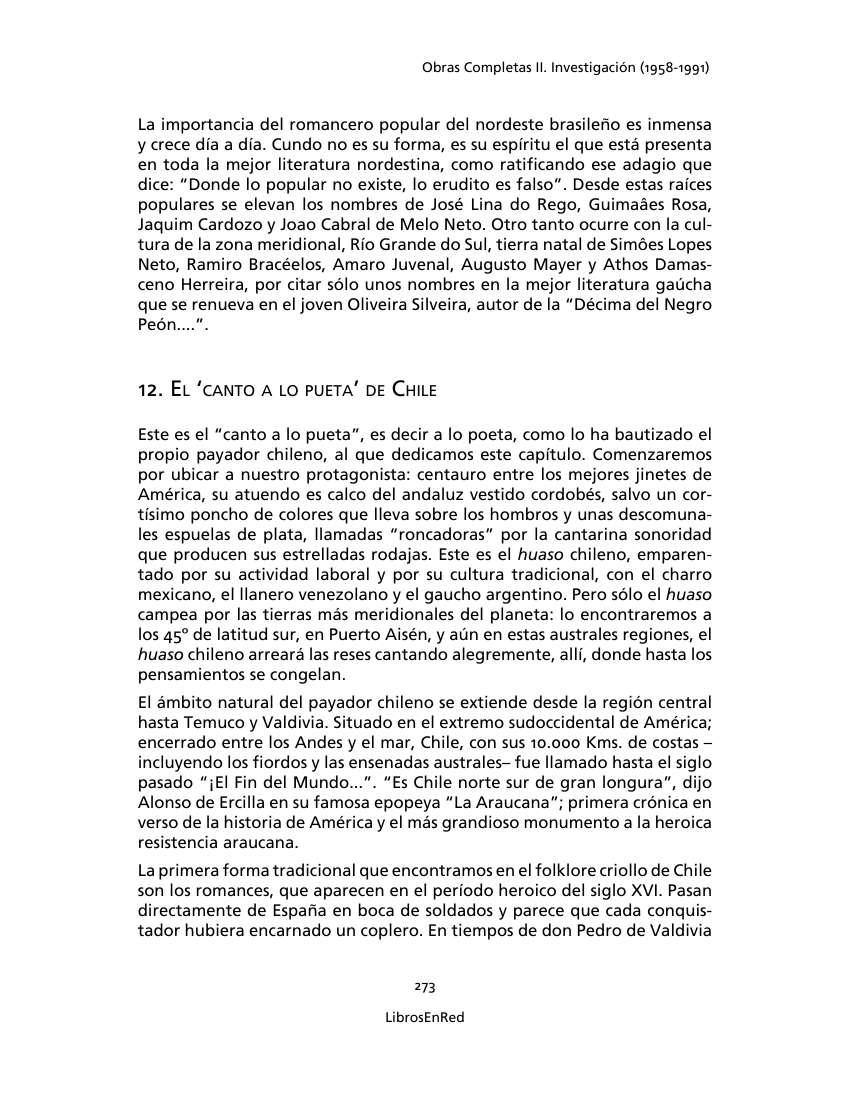 Obras Completas II. Investigación (1958-1991)
La importancia del romancero popular del nordeste brasileño es inmensa
y crece día a día. Cundo no es su forma, es su espíritu el que está presenta
en toda la mejor literatura nordestina, como ratificando ese adagio que
dice: “Donde lo popular no existe, lo erudito es falso”. Desde estas raíces
populares se elevan los nombres de José Lina do Rego, Guimaâes Rosa,
Jaquim Cardozo y Joao Cabral de Melo Neto. Otro tanto ocurre con la cul-
tura de la zona meridional, Río Grande do Sul, tierra natal de Simôes Lopes
Neto, Ramiro Bracéelos, Amaro Juvenal, Augusto Mayer y Athos Damas-
ceno Herreira, por citar sólo unos nombres en la mejor literatura gaúcha
que se renueva en el joven Oliveira Silveira, autor de la “Décima del Negro
Peón....”.
12. El ‘canto a lo pueta’ de Chile
Este es el “canto a lo pueta”, es decir a lo poeta, como lo ha bautizado el
propio payador chileno, al que dedicamos este capítulo. Comenzaremos
por ubicar a nuestro protagonista: centauro entre los mejores jinetes de
América, su atuendo es calco del andaluz vestido cordobés, salvo un cor-
tísimo poncho de colores que lleva sobre los hombros y unas descomuna-
les espuelas de plata, llamadas “roncadoras” por la cantarina sonoridad
que producen sus estrelladas rodajas. Este es el huaso chileno, emparen-
tado por su actividad laboral y por su cultura tradicional, con el charro
mexicano, el llanero venezolano y el gaucho argentino. Pero sólo el huaso
campea por las tierras más meridionales del planeta: lo encontraremos a
los 45º de latitud sur, en Puerto Aisén, y aún en estas australes regiones, el
huaso chileno arreará las reses cantando alegremente, allí, donde hasta los
pensamientos se congelan.
El ámbito natural del payador chileno se extiende desde la región central
hasta Temuco y Valdivia. Situado en el extremo sudoccidental de América;
encerrado entre los Andes y el mar, Chile, con sus 10.000 Kms. de costas –
incluyendo los fiordos y las ensenadas australes– fue llamado hasta el siglo
pasado “¡El Fin del Mundo...”. “Es Chile norte sur de gran longura”, dijo
Alonso de Ercilla en su famosa epopeya “La Araucana”; primera crónica en
verso de la historia de América y el más grandioso monumento a la heroica
resistencia araucana.
La primera forma tradicional que encontramos en el folklore criollo de Chile
son los romances, que aparecen en el período heroico del siglo XVI. Pasan
directamente de España en boca de soldados y parece que cada conquis-
tador hubiera encarnado un coplero. En tiempos de don Pedro de Valdivia
273
LibrosEnRed